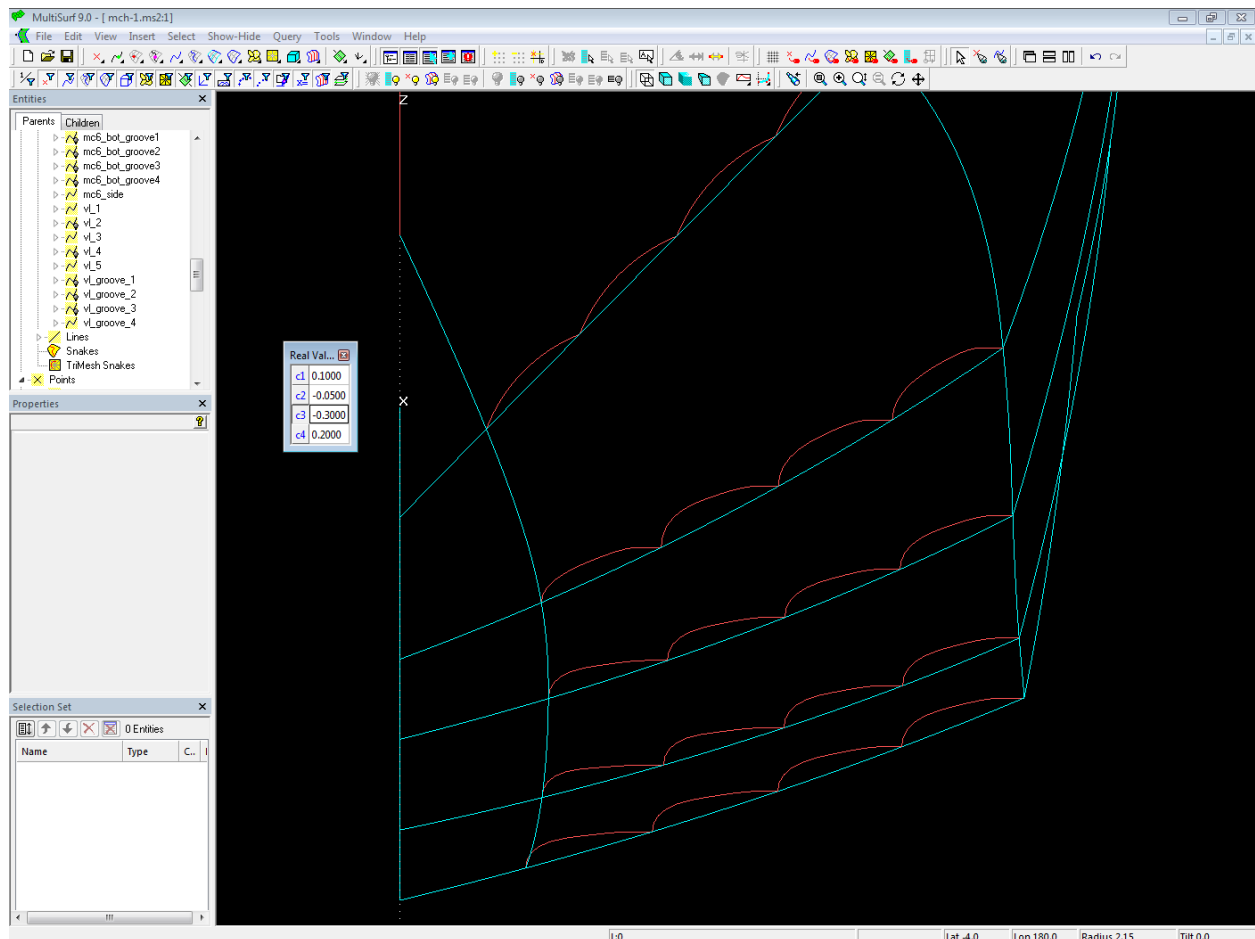 MultiSurf 9.0 - [ mch-1.ms2:1]
File Edit View Insert Select Show-Hide Query Tools Window Help
Entities
Parents Children
mc6_bot_groove1
mc6_bot_groove2
mc6_bot_groove3
mc6_bot_groove4
mc6_side
vl_1
vl_2
vl_3
vl_4
vl_5
vl_groove_1
vl_groove_2
vl_groove_3
vl_groove_4
Lines
Snakes
TriMesh Snakes
Points
Properties
Selection Set
0 Entities
Name Type C..
Z
X
Real Val...
c1 0.1000
c2 -0.0500
c3 -0.3000
c4 0.2000
L:0 Lat -4.0 Lon 180.0 Radius 2.15 Tilt 0.0